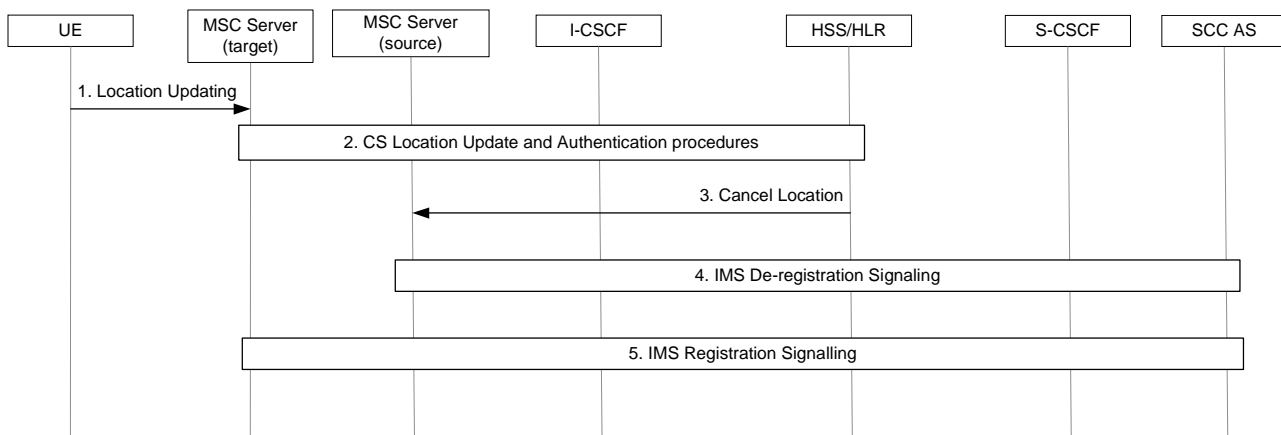 UE
MSC Server
(target)
MSC Server
(source)
I-CSCF
HSS/HLR
S-CSCF
SCC AS
1. Location Updating
2. CS Location Update and Authentication procedures
3. Cancel Location
4. IMS De-registration Signaling
5. IMS Registration Signalling